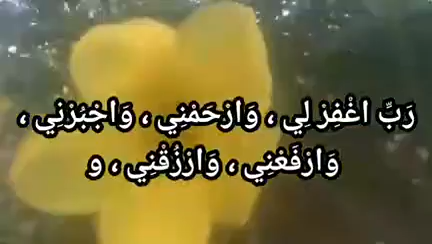 رَبِّ اغْفِرْ لِي ، وَارْحَمْنِي ، وَاجْبُرْنِي ،
وَارْفَعْنِي ، وَارْزُقْنِي ، و